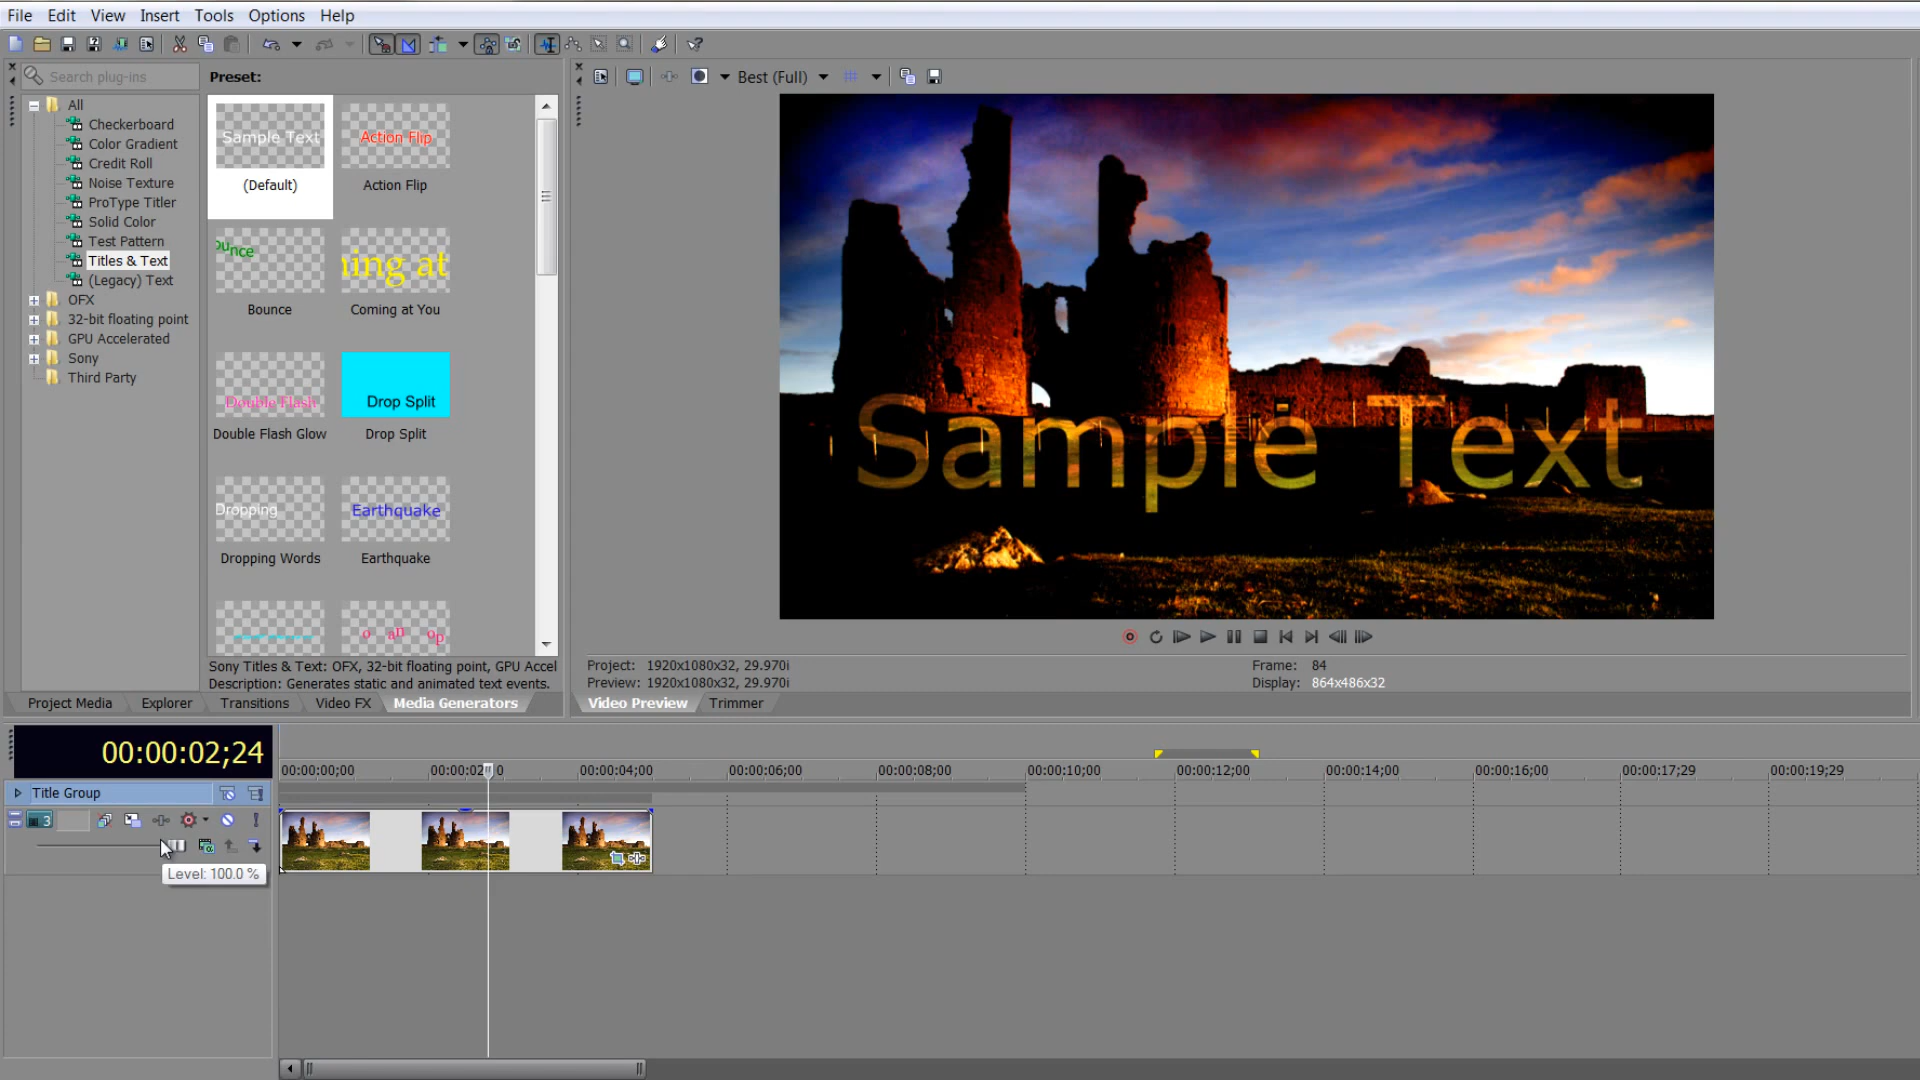 File Edit View Insert Tools Options Help
Search plug-ins
Preset:
Best (Full)
All
Checkerboard
Color Gradient
Credit Roll
Noise Texture
ProType Titler
Solid Color
Test Pattern
Titles & Text
(Legacy) Text
OFX
32-bit floating point
GPU Accelerated
Sony
Third Party
Sample Text
Action Flip
(Default)
Action Flip
ounce
ning at
Bounce
Coming at You
Double Flash
Drop Split
Double Flash Glow
Drop Split
Dropping
Earthquake
Dropping Words
Earthquake
o an op
Sony Titles & Text: OFX, 32-bit floating point, GPU Accel
Description: Generates static and animated text events.
Project Media Explorer Transitions Video FX Media Generators
Sample Text
Project: 1920x1080x32, 29.970i
Preview: 1920x1080x32, 29.970i
Frame: 84
Display: 864x486x32
Video Preview Trimmer
00:00:02;24
00:00:00;00 00:00:02 0 00:00:04;00 00:00:06;00 00:00:08;00 00:00:10;00 00:00:12;00 00:00:14;00 00:00:16;00 00:00:17;29 00:00:19;29
Title Group
3
Level: 100.0 %